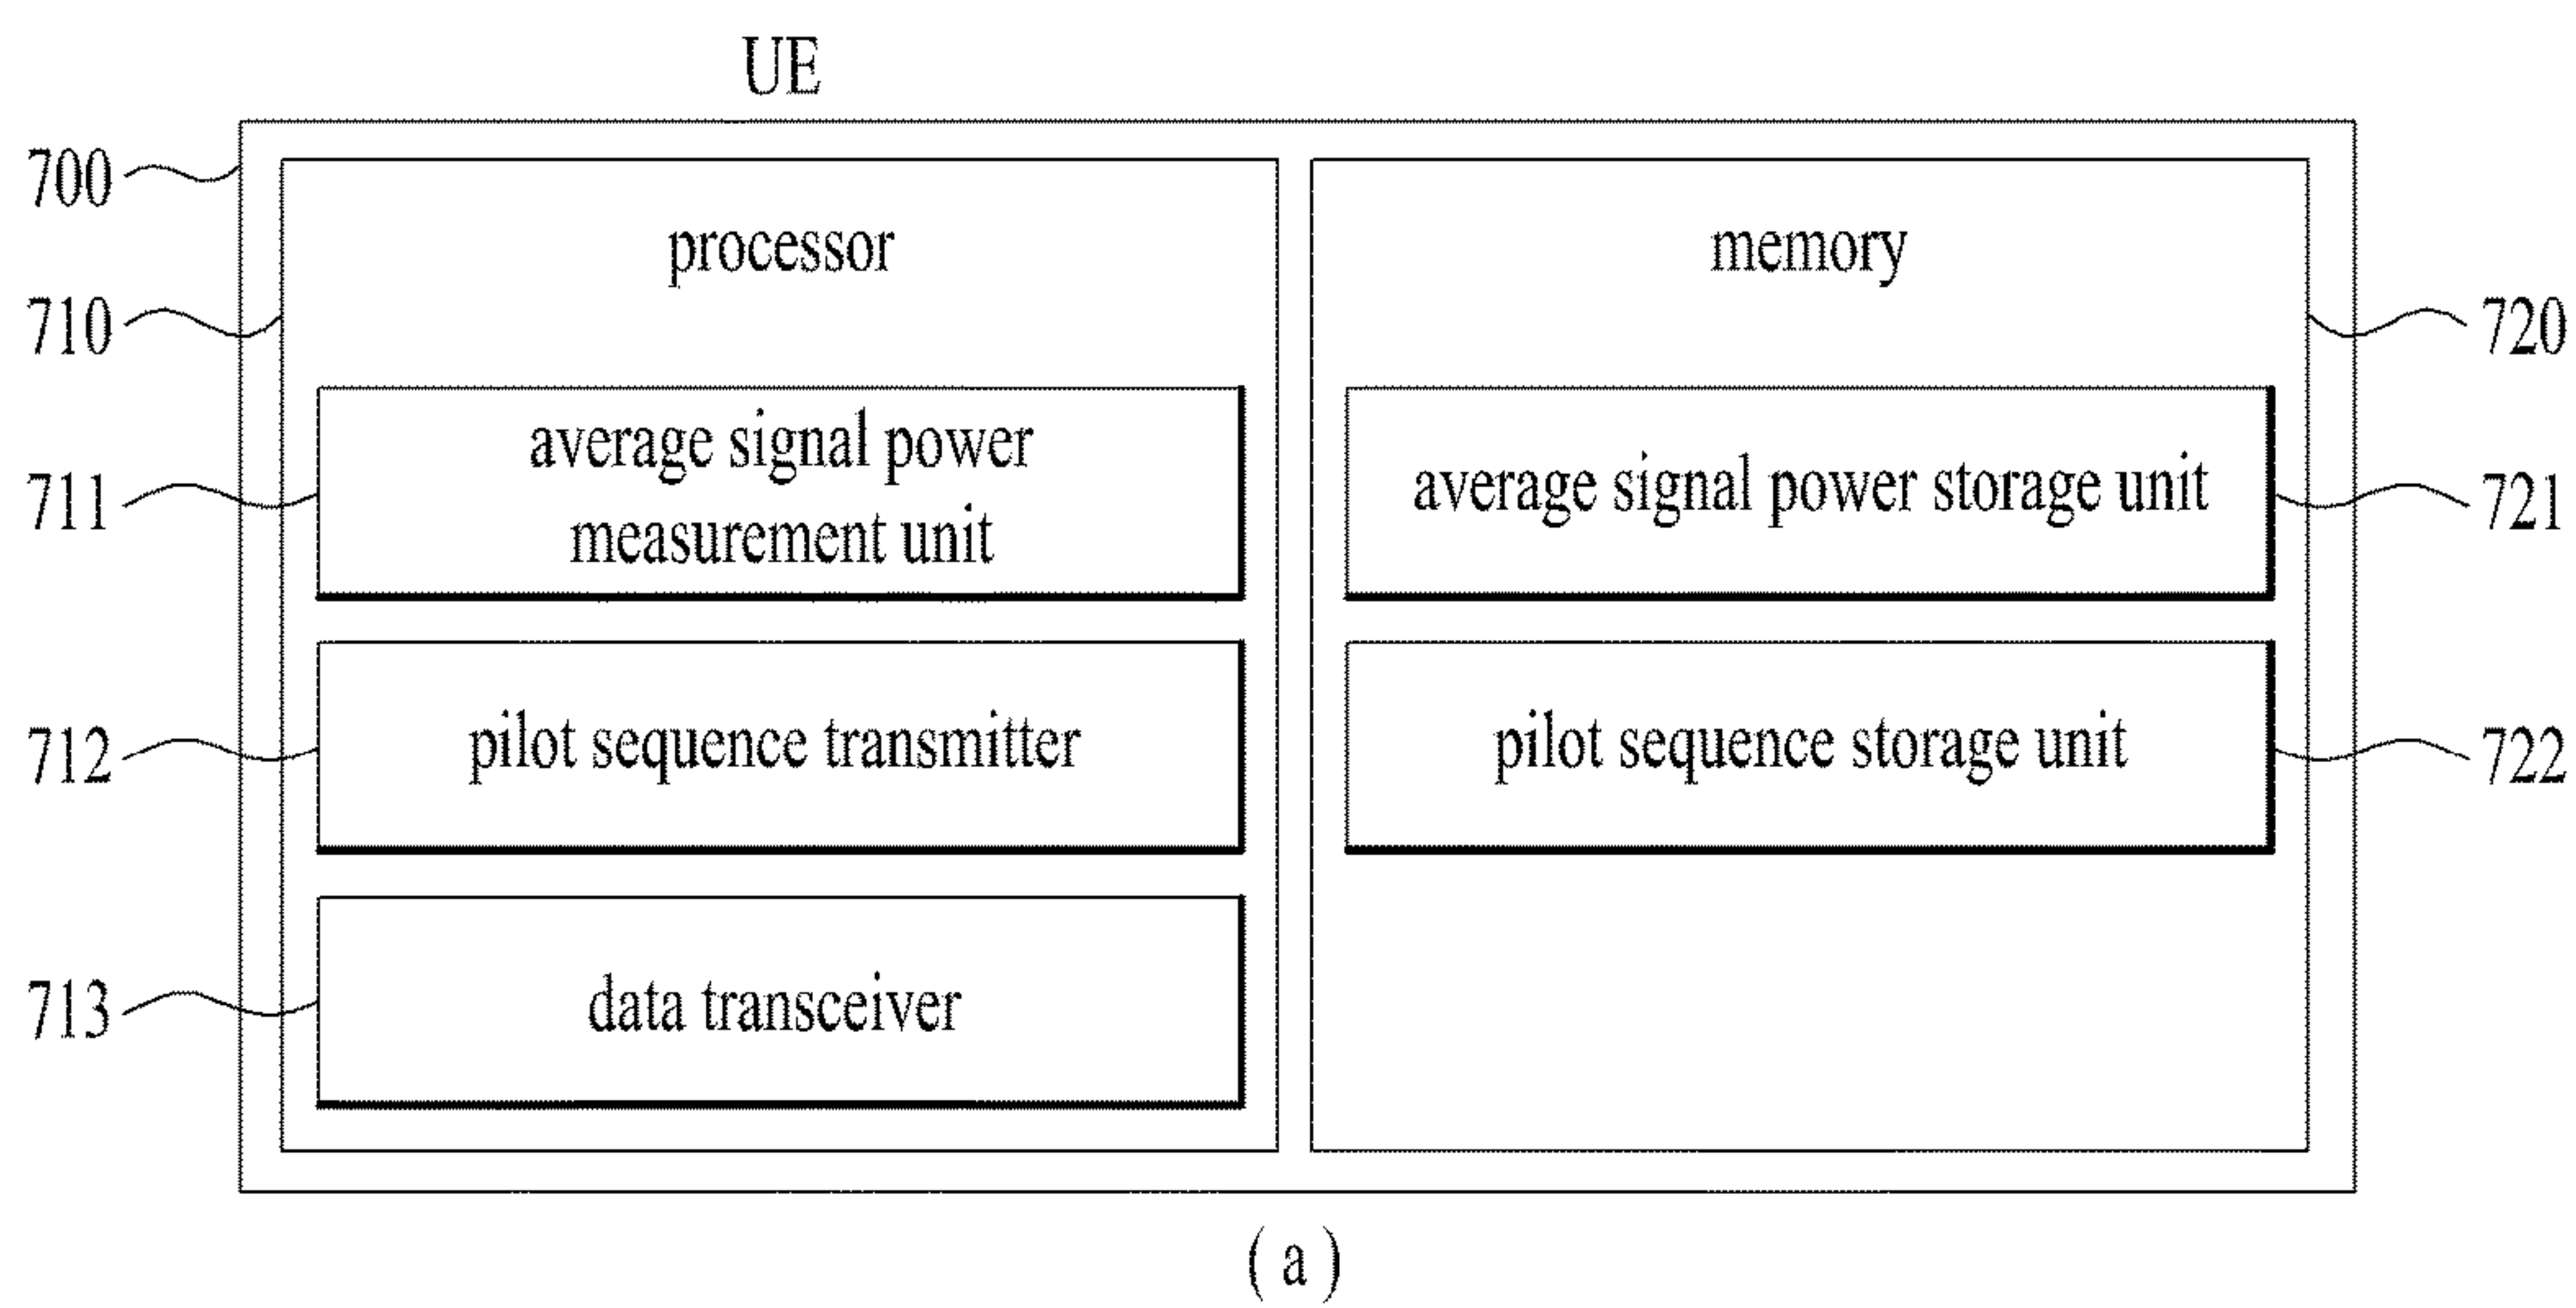 UE
700
processor
memory
710
720
average signal power
measurement unit
711
average signal power storage unit
721
712
pilot sequence transmitter
pilot sequence storage unit
722
713
data transceiver
( a )